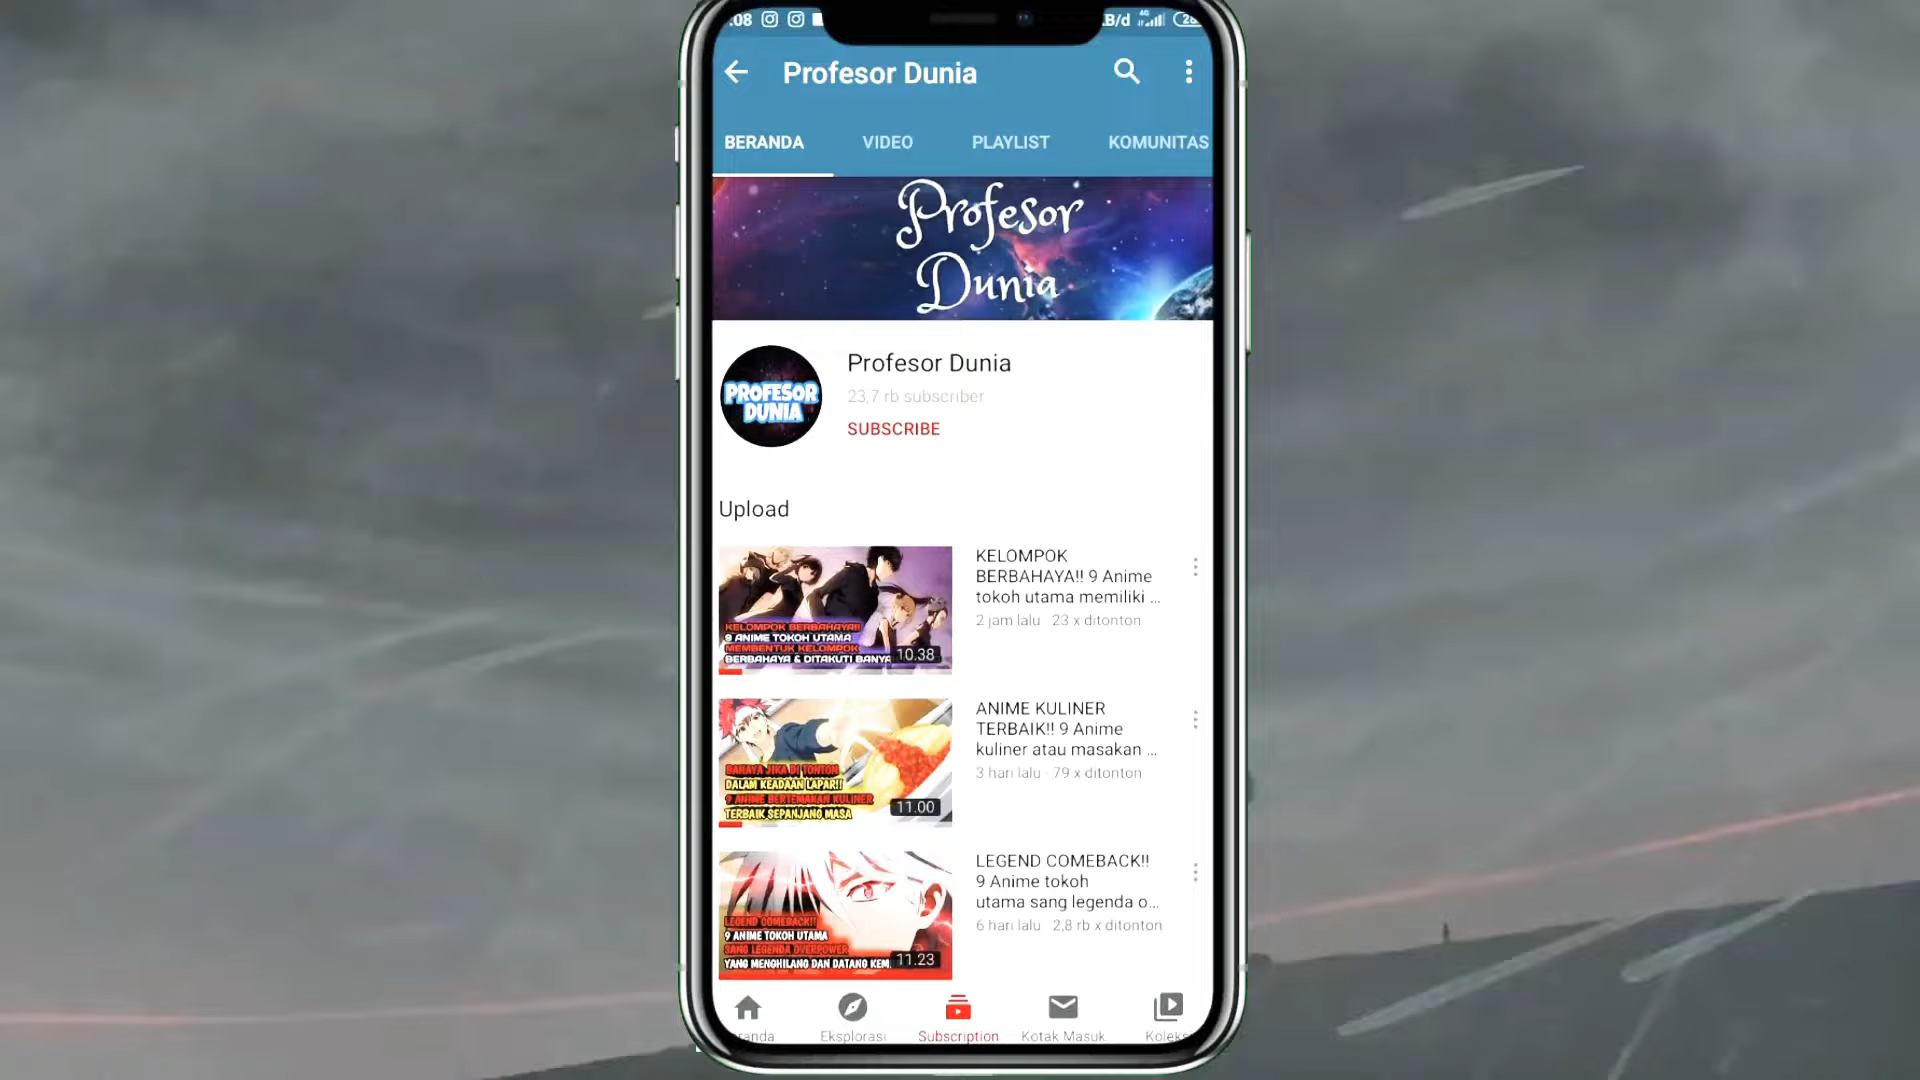 :08
B/d 4G
Profesor Dunia
BERANDA VIDEO PLAYLIST KOMUNITAS
Profesor
Dunia
PROFESOR
DUNIA
Profesor Dunia
23,7 rb subscriber
SUBSCRIBE
Upload
KELOMPOK BERBAHAYA!!
9 ANIME TOKOH UTAMA
MEMBENTUK KELOMPOK
BERBAHAYA & DITAKUTI BANYA
10.38
KELOMPOK
BERBAHAYA!! 9 Anime
tokoh utama memiliki ...
2 jam lalu · 23 x ditonton
BAHAYA JIKA DI TONTON
DALAM KEADAAN LAPAR!!
9 ANIME BERTEMAKAN KULINER
TERBAIK SEPANJANG MASA
11.00
ANIME KULINER
TERBAIK!! 9 Anime
kuliner atau masakan ...
3 hari lalu · 79 x ditonton
LEGEND COMEBACK!!
9 ANIME TOKOH UTAMA
SANG LEGENDA OVERPOWER
YANG MENGHILANG DAN DATANG KEM
11.23
LEGEND COMEBACK!!
9 Anime tokoh
utama sang legenda o...
6 hari lalu · 2,8 rb x ditonton
randa Eksplorasi Subscription Kotak Masuk Koleks